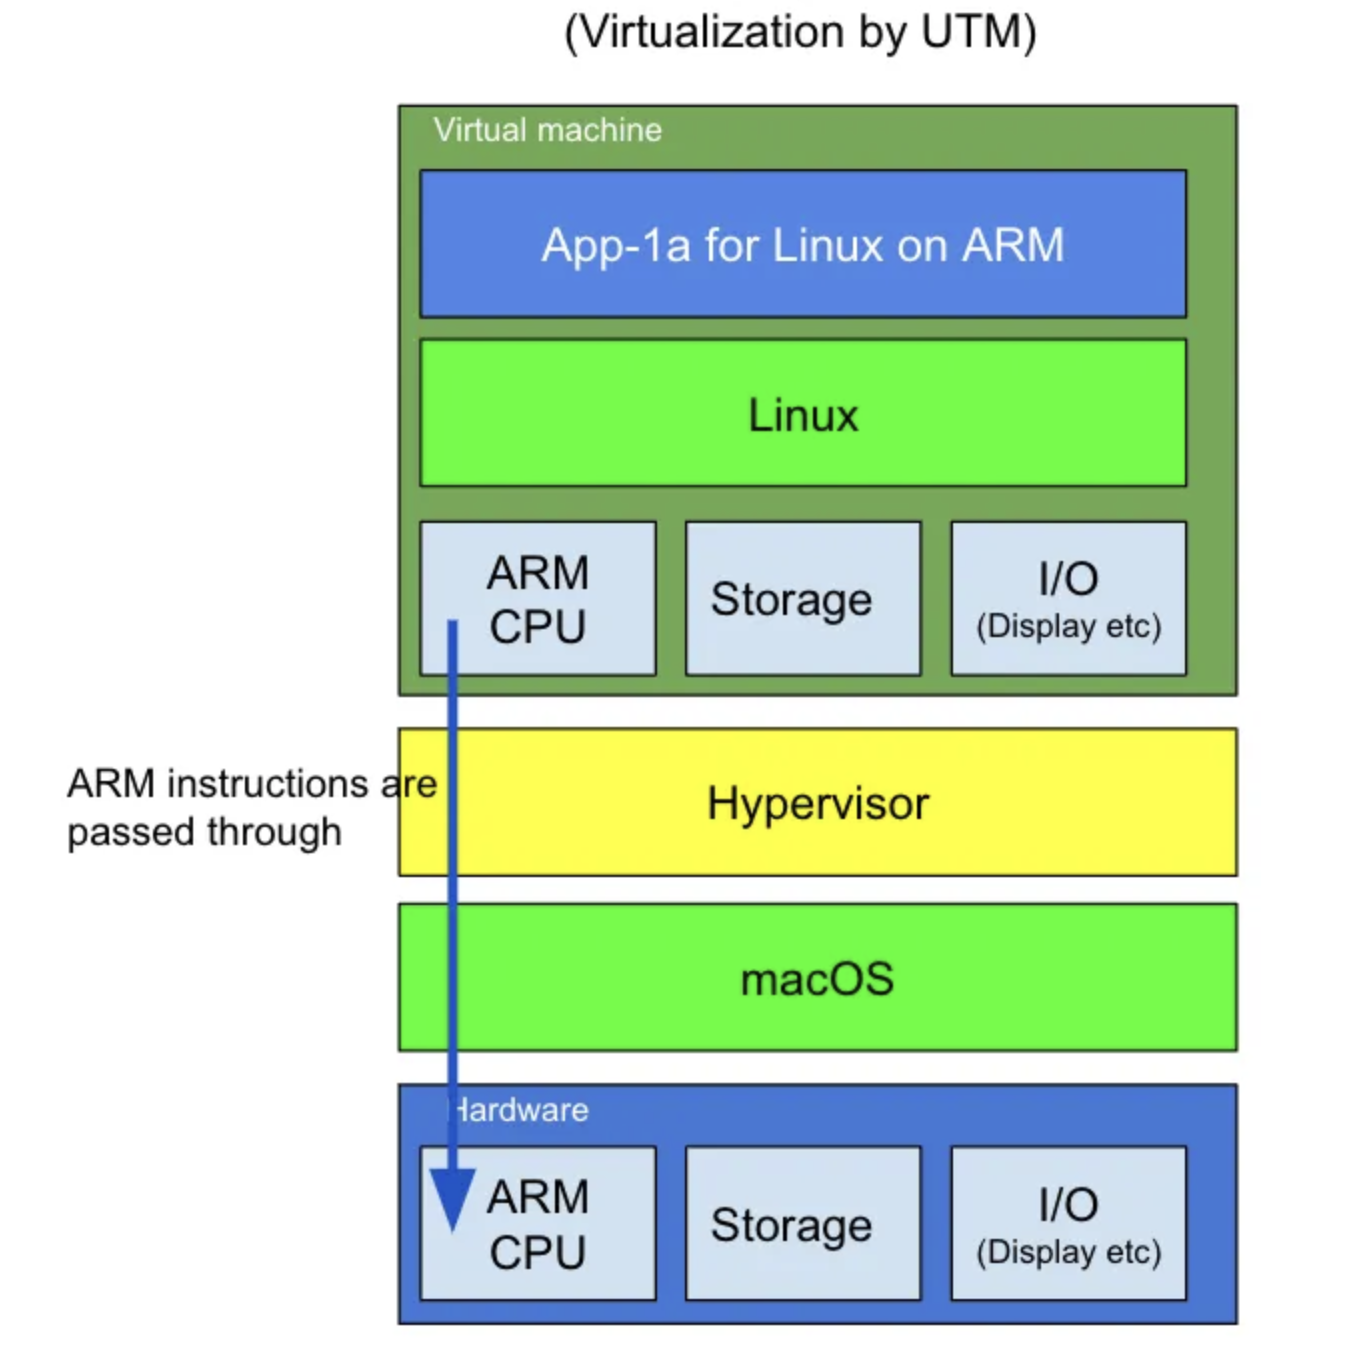 (Virtualization by UTM)
Virtual machine
App-1a for Linux on ARM
Linux
ARM
CPU
Storage
I/O
(Display etc)
ARM instructions are
passed through
Hypervisor
macOS
Hardware
ARM
CPU
Storage
I/O
(Display etc)